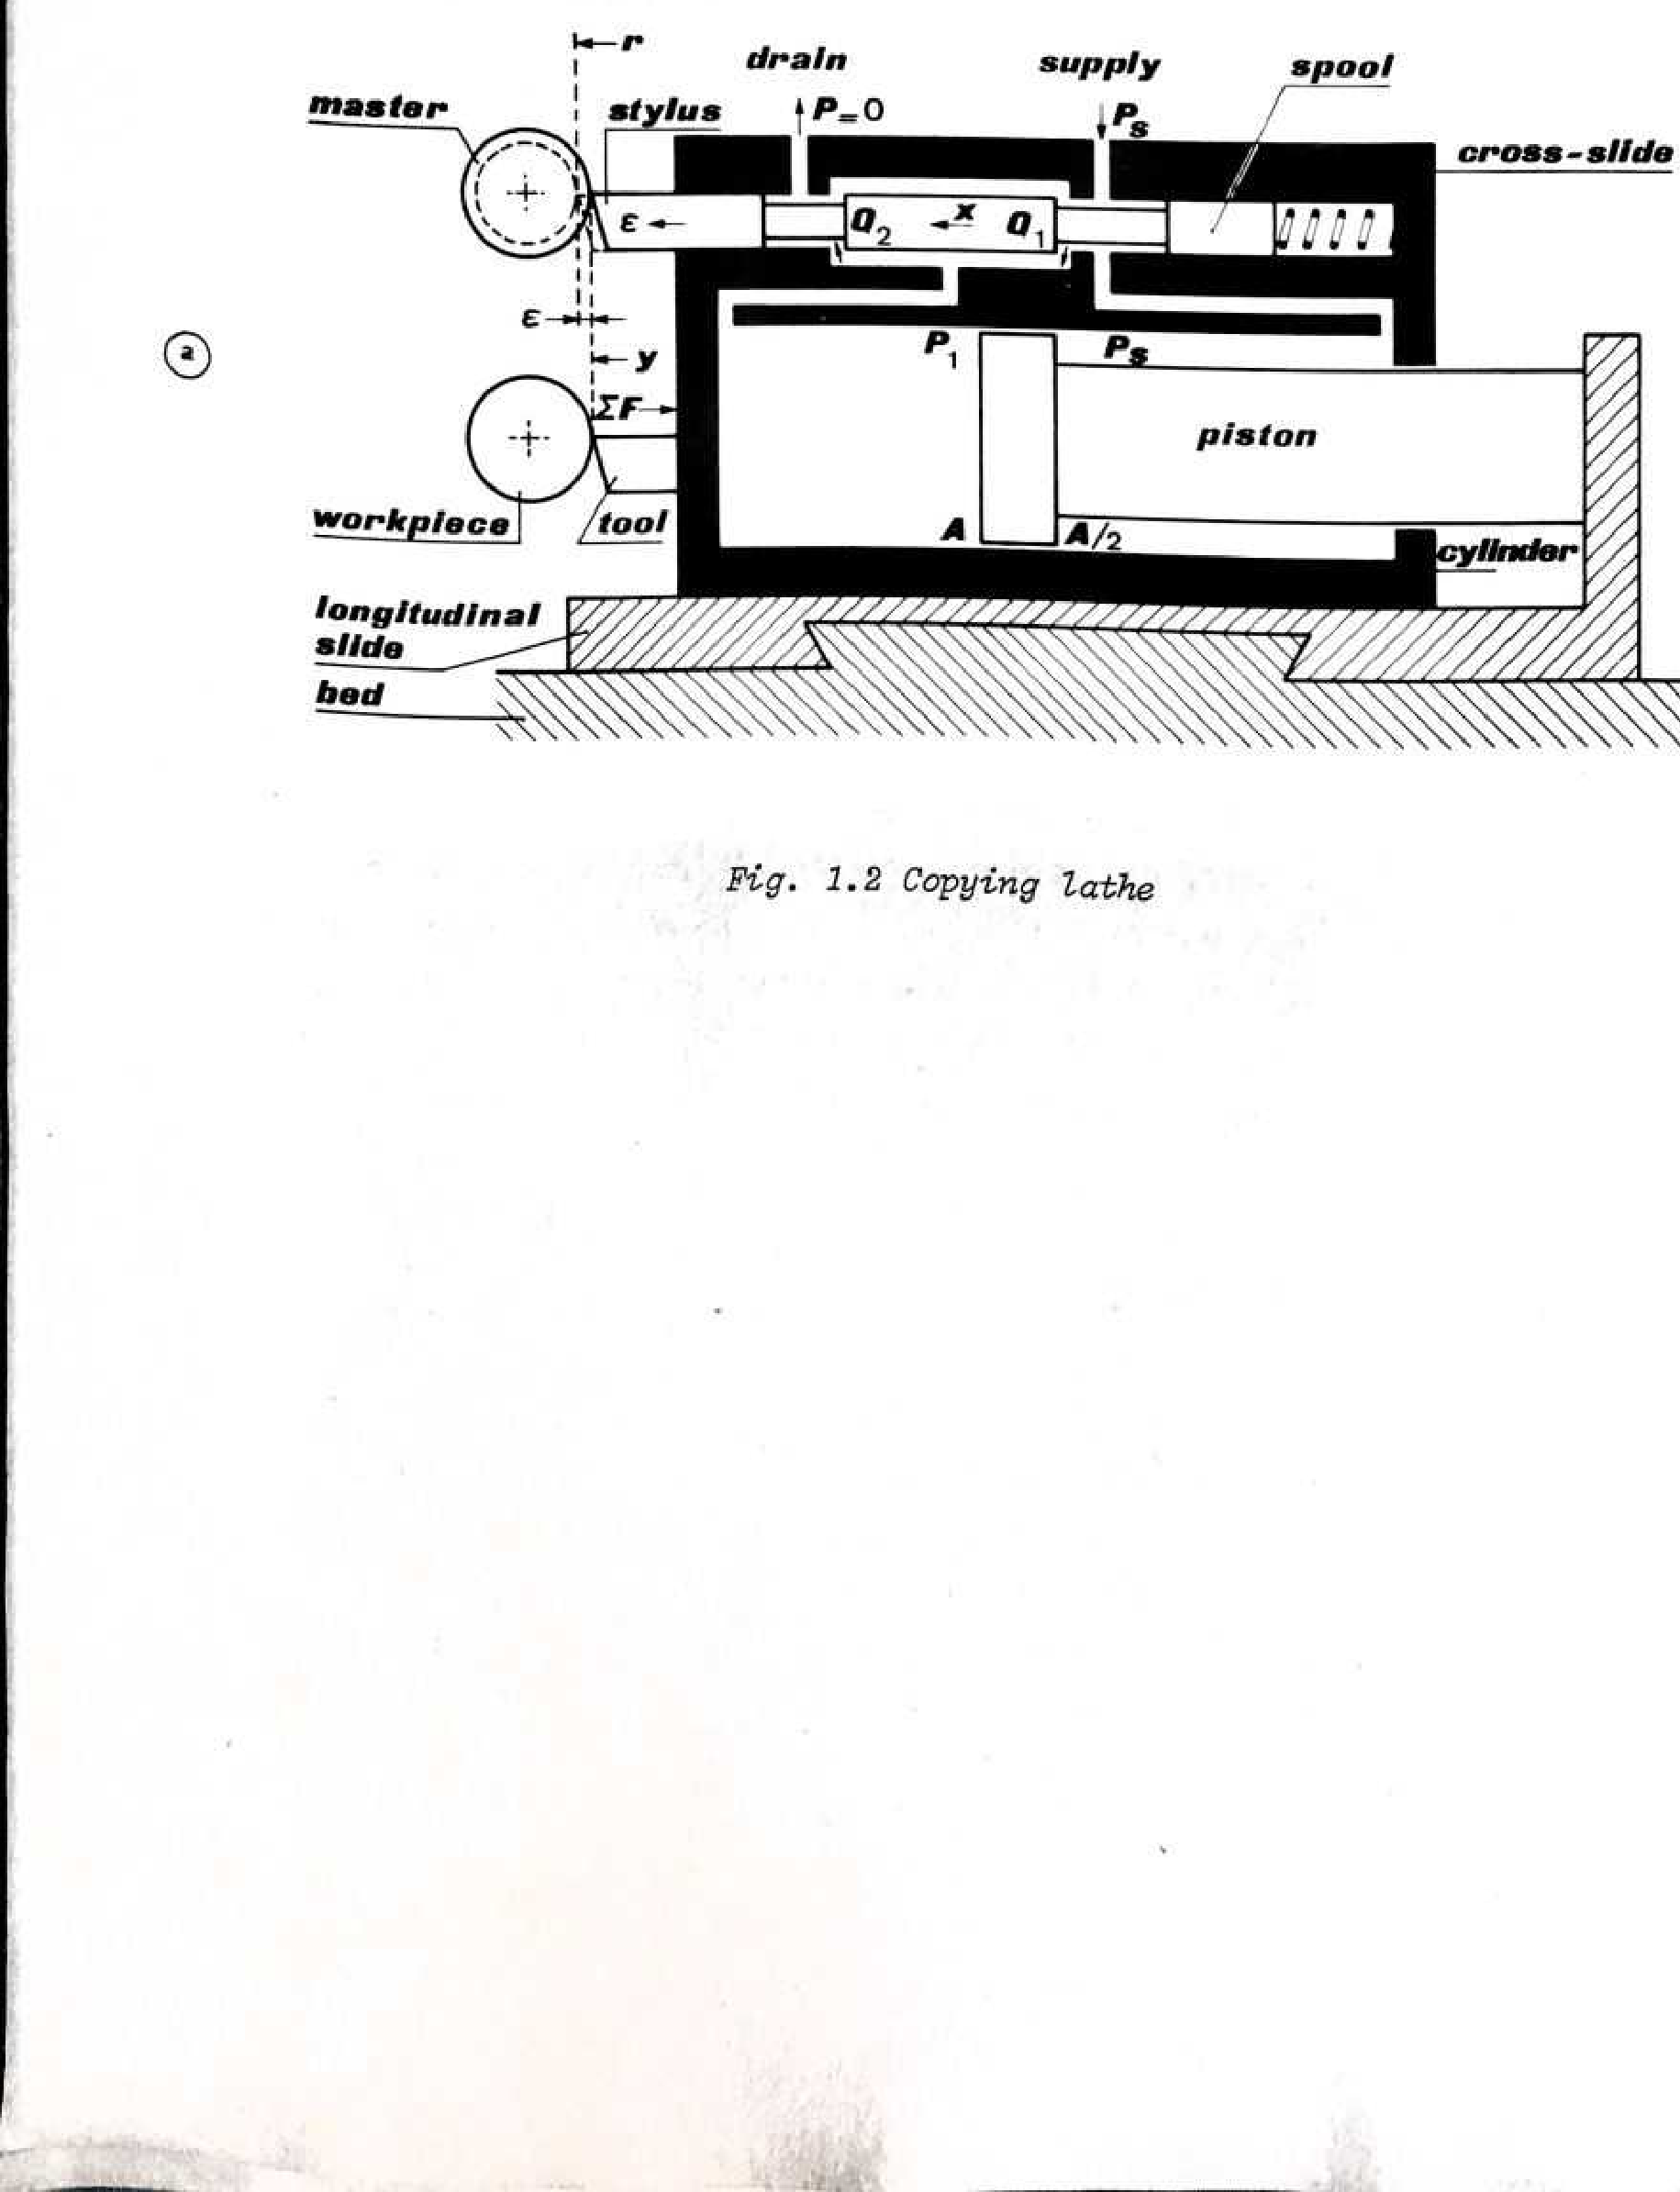 r
drain
supply
spool
master
stylus
P=0
Ps
cross-slide
ε
Q2
x
Q1
ε
a
y
P1
Ps
ΣF
piston
workpiece
tool
A
A/2
cylinder
longitudinal
slide
bed
Fig. 1.2 Copying lathe